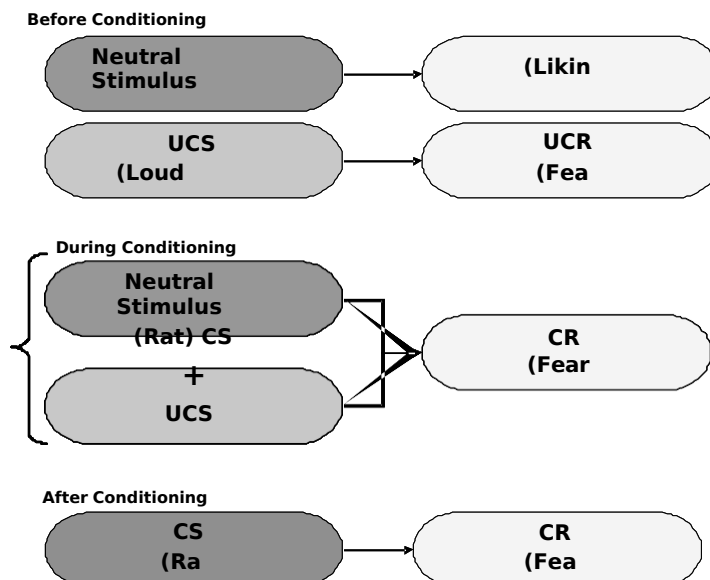 Before Conditioning
Neutral
Stimulus
(Likin
UCS
(Loud
UCR
(Fea
During Conditioning
Neutral
Stimulus
(Rat) CS
+
UCS
CR
(Fear
After Conditioning
CS
(Ra
CR
(Fea